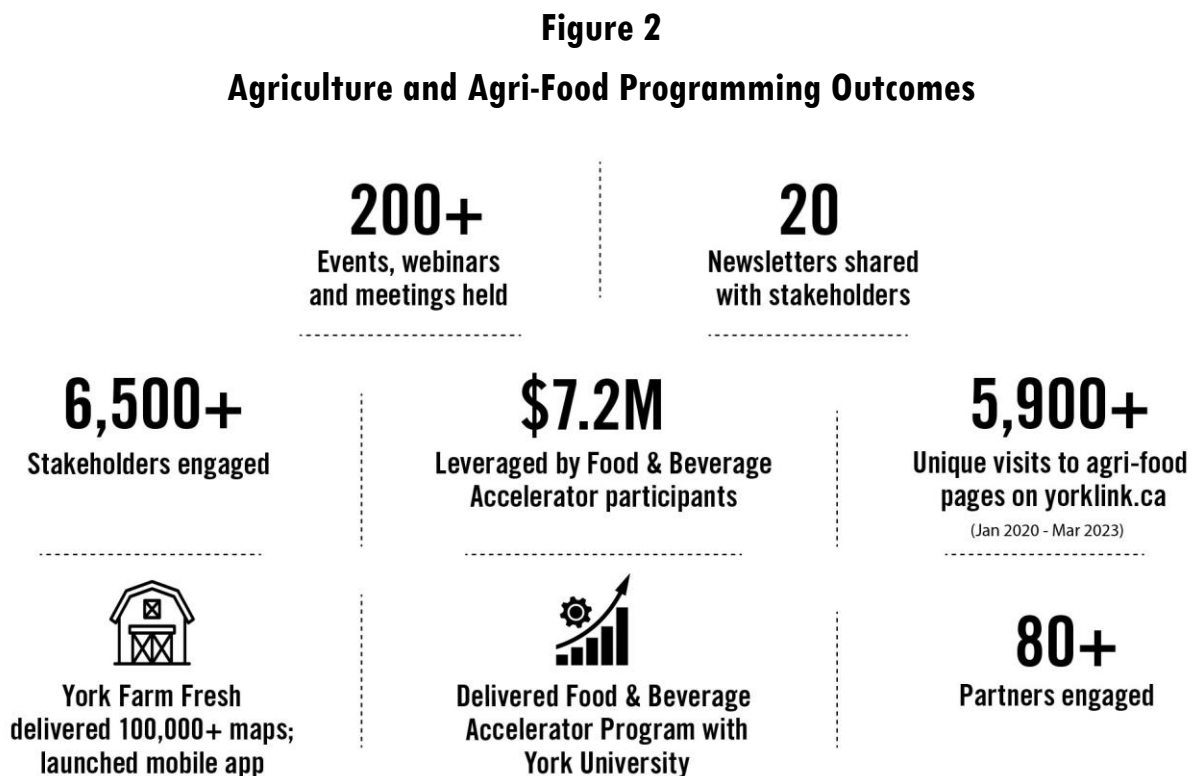 Figure 2
Agriculture and Agri-Food Programming Outcomes
200+
Events, webinars
and meetings held
20
Newsletters shared
with stakeholders
6,500+
Stakeholders engaged
$7.2M
Leveraged by Food & Beverage
Accelerator participants
5,900+
Unique visits to agri-food
pages on yorklink.ca
(Jan 2020 - Mar 2023)
York Farm Fresh
delivered 100,000+ maps;
launched mobile app
Delivered Food & Beverage
Accelerator Program with
York University
80+
Partners engaged